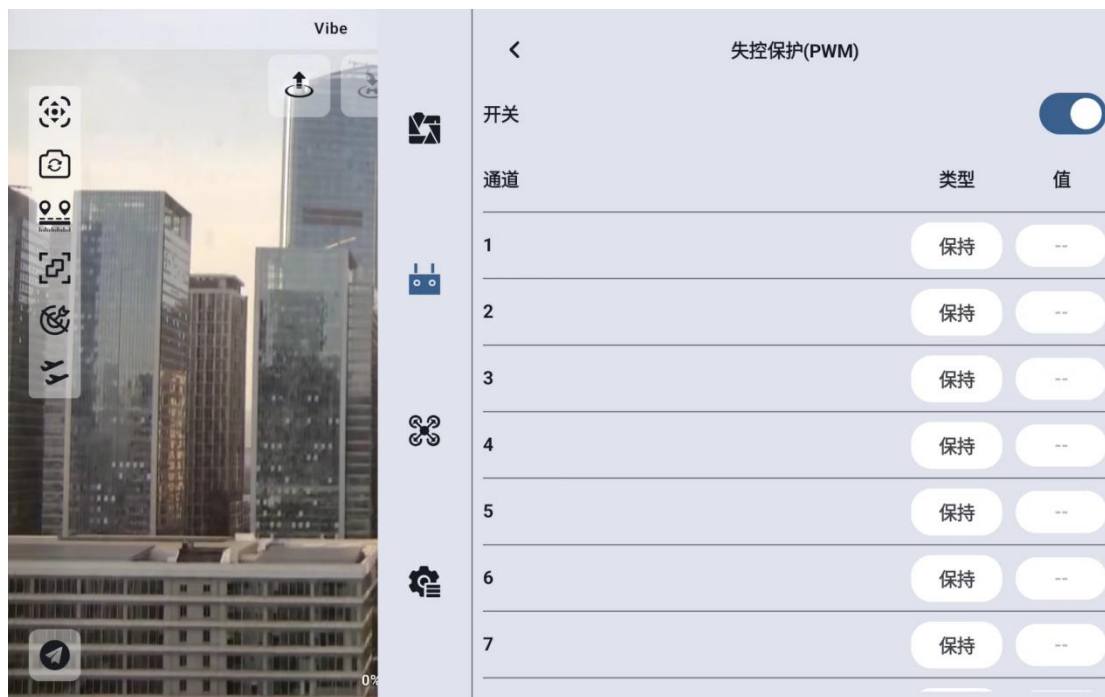 Vibe
失控保护(PWM)
开关
通道 类型 值
1 保持 --
2 保持 --
3 保持 --
4 保持 --
5 保持 --
6 保持 --
7 保持 --
0%